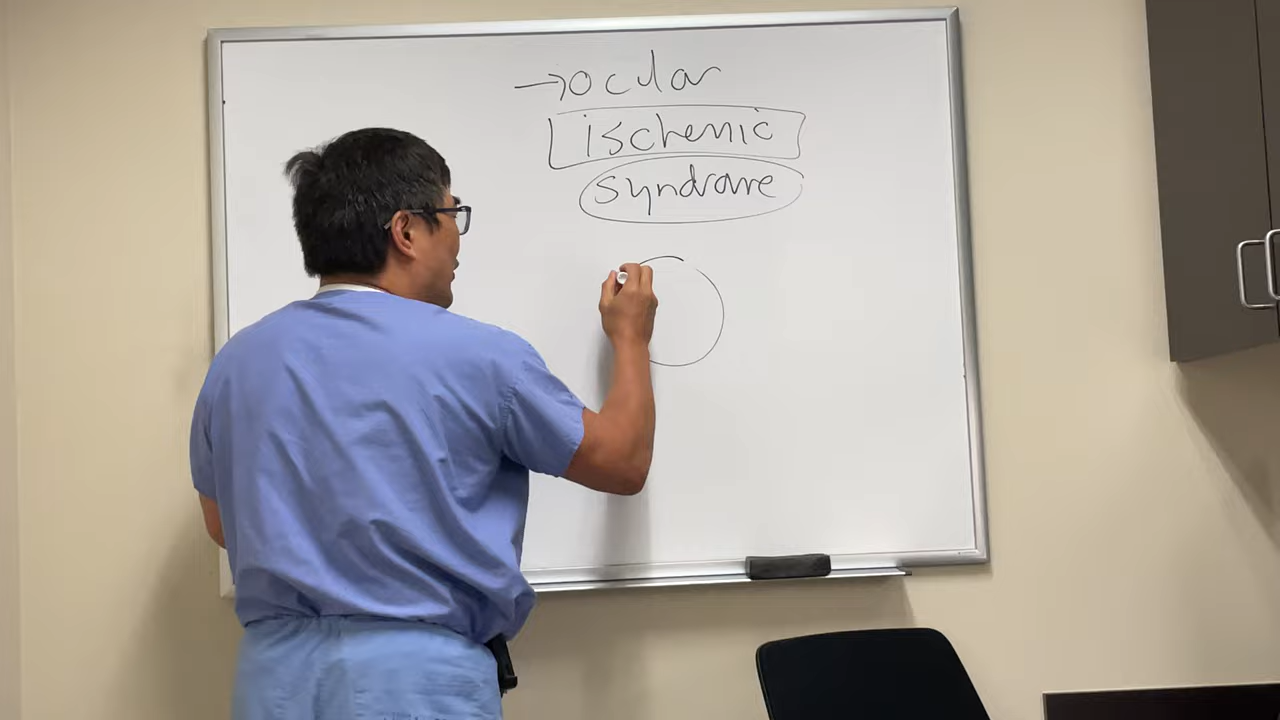 →ocular
ischemic
syndrome